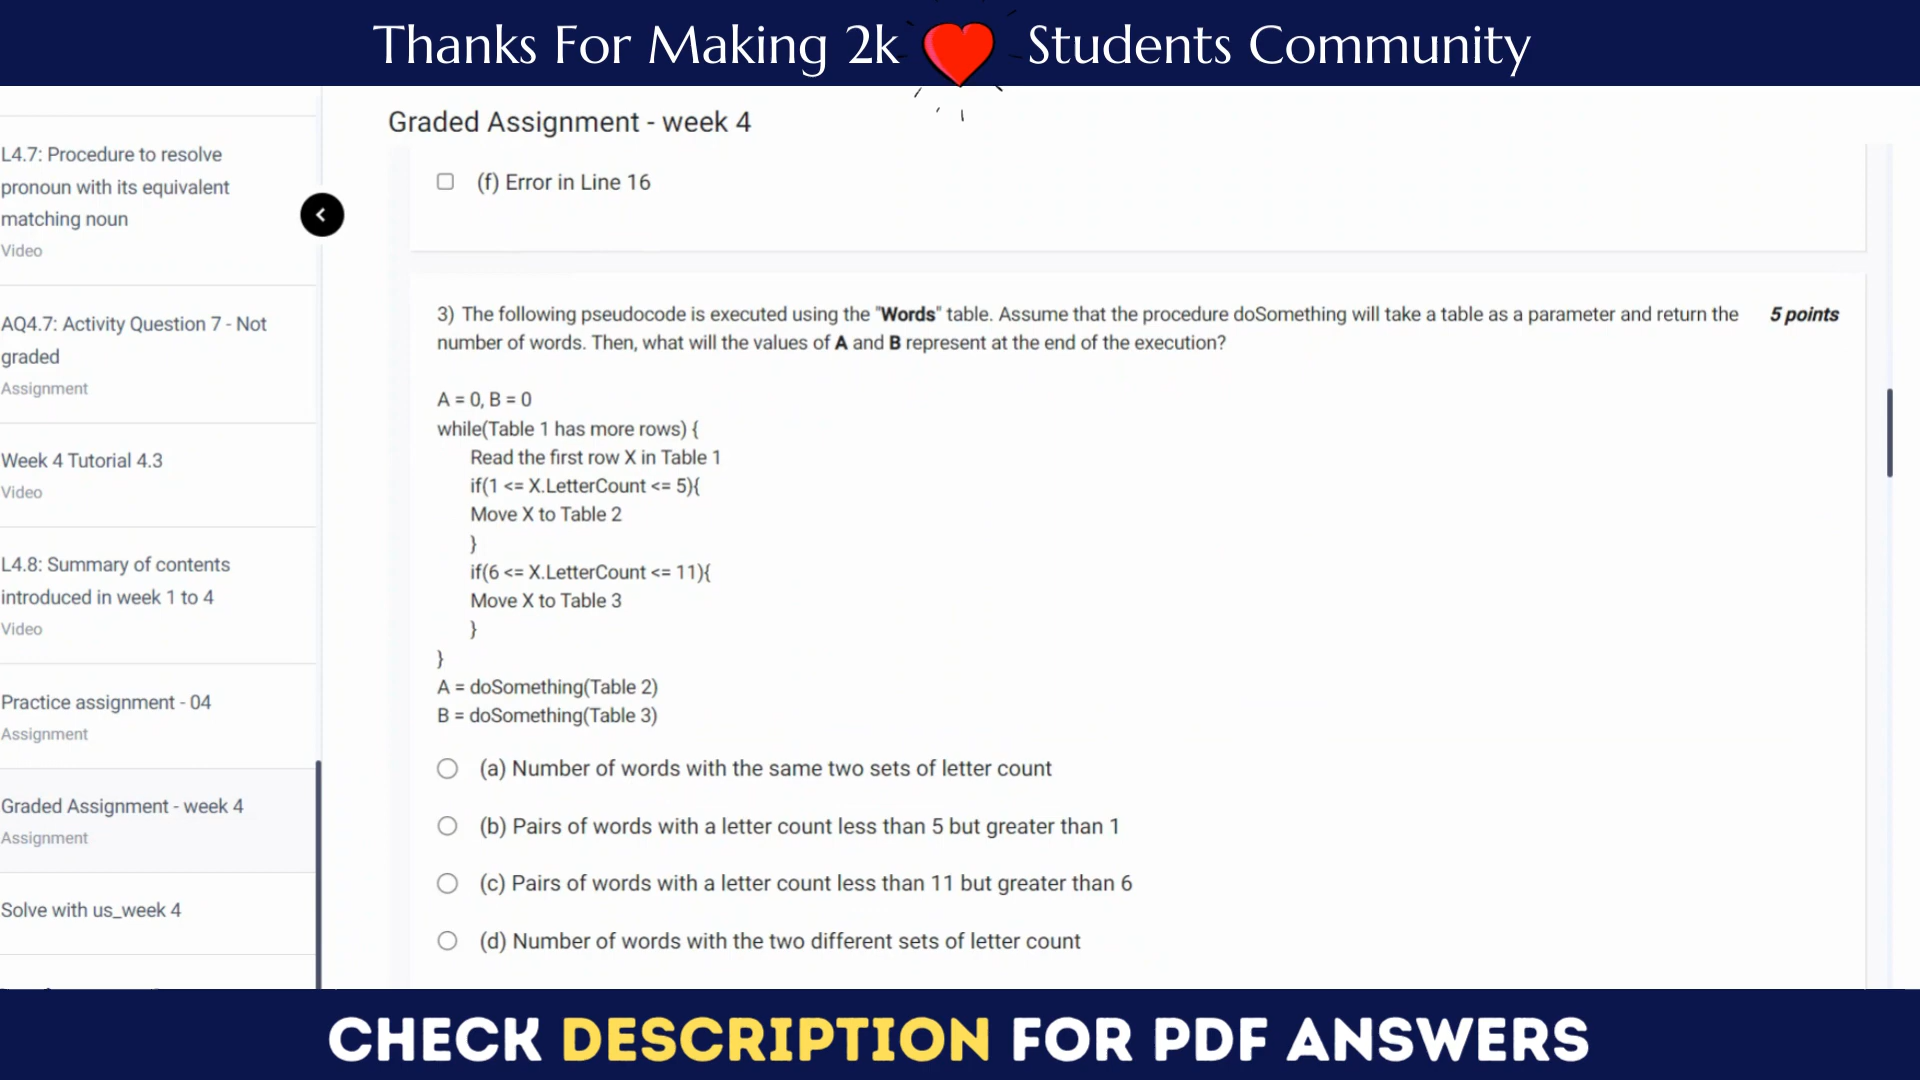 Thanks For Making 2k Students Community
Graded Assignment - week 4
L4.7: Procedure to resolve
pronoun with its equivalent
matching noun
Video
AQ4.7: Activity Question 7 - Not
graded
Assignment
Week 4 Tutorial 4.3
Video
L4.8: Summary of contents
introduced in week 1 to 4
Video
Practice assignment - 04
Assignment
Graded Assignment - week 4
Assignment
Solve with us_week 4
(f) Error in Line 16
3) The following pseudocode is executed using the "Words" table. Assume that the procedure doSomething will take a table as a parameter and return the 5 points
number of words. Then, what will the values of A and B represent at the end of the execution?
A = 0, B = 0
while(Table 1 has more rows) {
Read the first row X in Table 1
if(1 <= X.LetterCount <= 5){
Move X to Table 2
}
if(6 <= X.LetterCount <= 11){
Move X to Table 3
}
}
A = doSomething(Table 2)
B = doSomething(Table 3)
(a) Number of words with the same two sets of letter count
(b) Pairs of words with a letter count less than 5 but greater than 1
(c) Pairs of words with a letter count less than 11 but greater than 6
(d) Number of words with the two different sets of letter count
CHECK DESCRIPTION FOR PDF ANSWERS